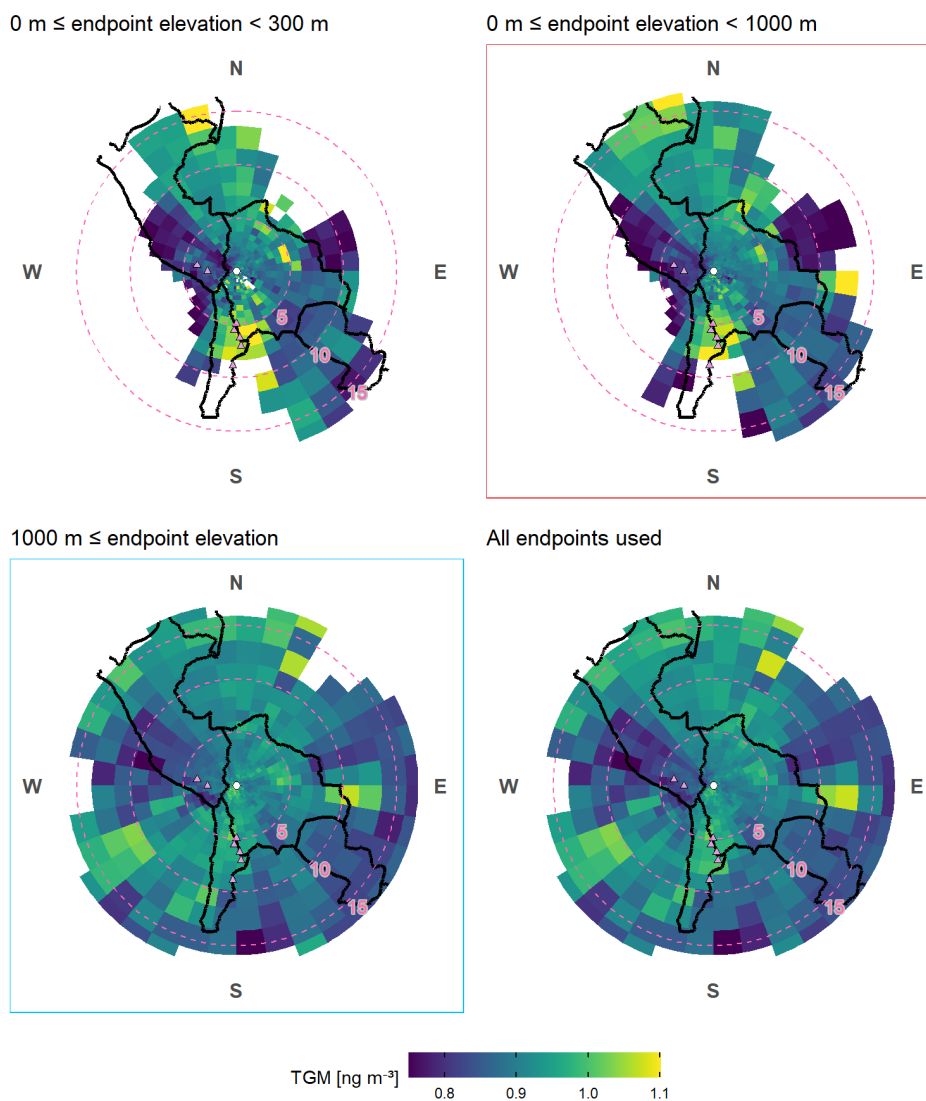 0 m ≤ endpoint elevation < 300 m
N
W
E
S
5
10
15
0 m ≤ endpoint elevation < 1000 m
N
W
E
S
5
10
15
1000 m ≤ endpoint elevation
N
W
E
S
5
10
15
All endpoints used
N
W
E
S
5
10
15
TGM [ng m⁻³]
0.8 0.9 1.0 1.1